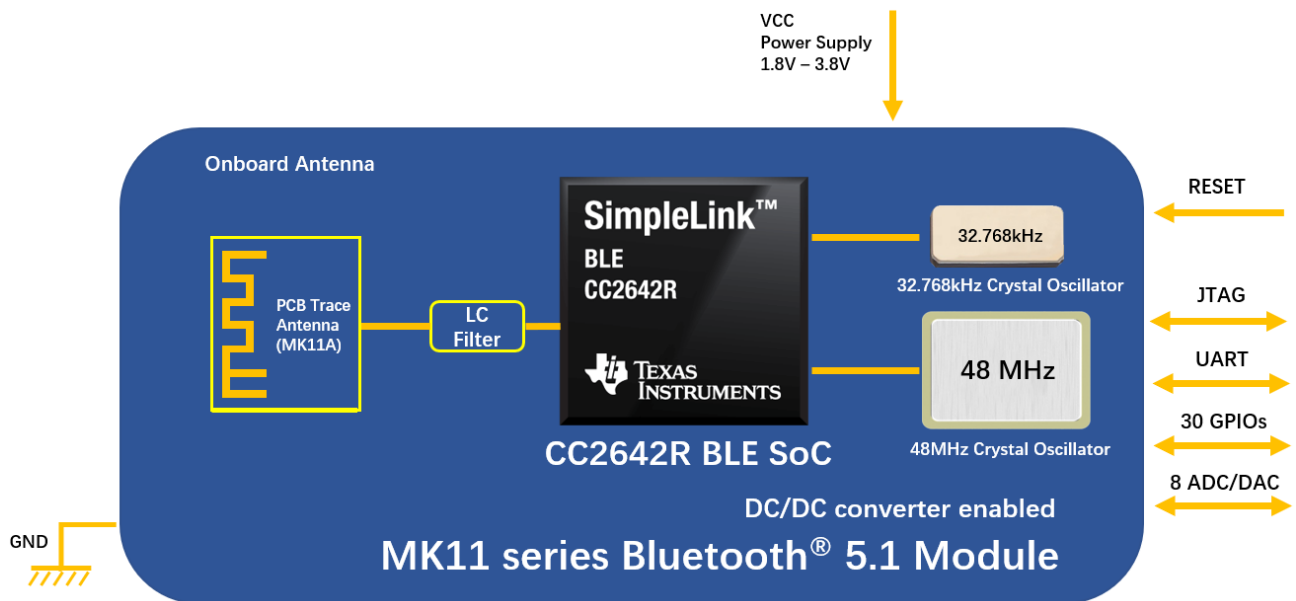 VCC
Power Supply
1.8V – 3.8V
Onboard Antenna
RESET
SimpleLink™
BLE
CC2642R
32.768kHz
32.768kHz Crystal Oscillator
PCB Trace
Antenna
(MK11A)
LC
Filter
JTAG
UART
TEXAS
INSTRUMENTS
48 MHz
48MHz Crystal Oscillator
30 GPIOs
8 ADC/DAC
CC2642R BLE SoC
DC/DC converter enabled
GND
MK11 series Bluetooth® 5.1 Module